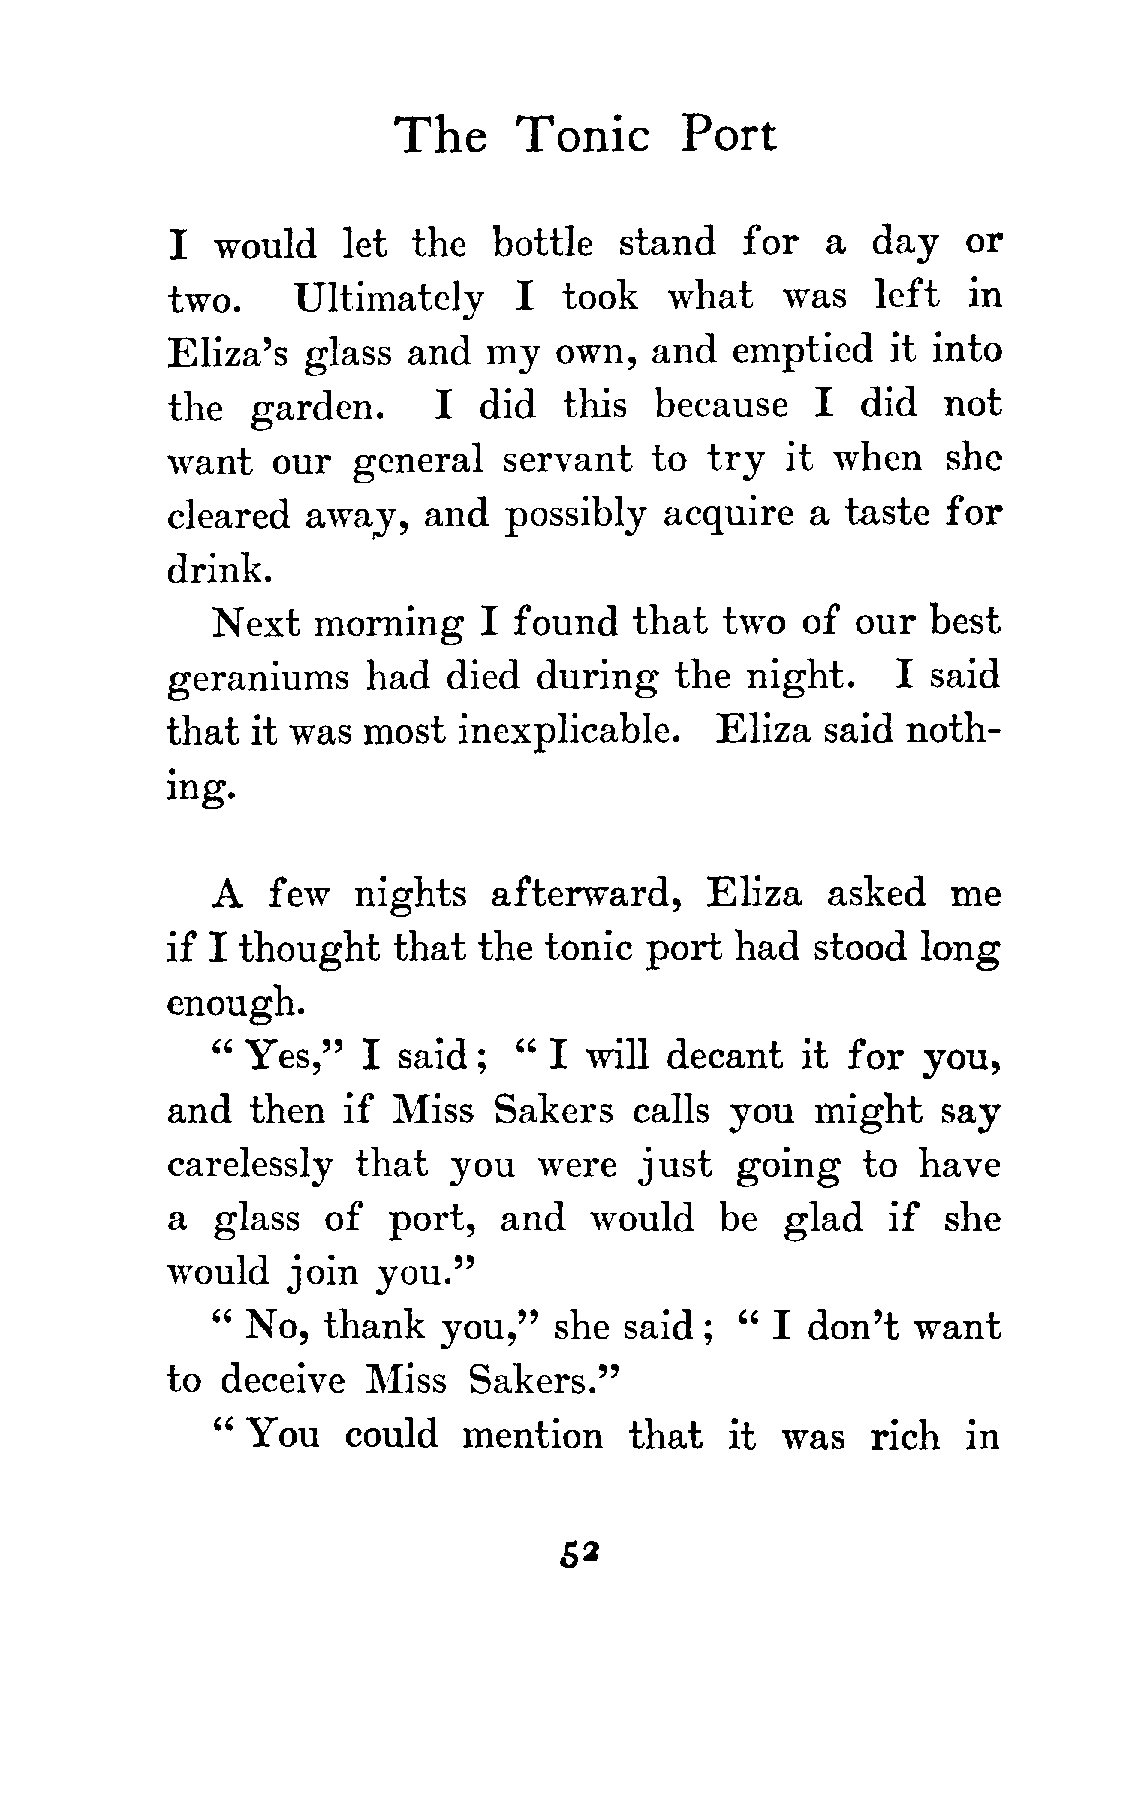 The Tonic Port
I would let the bottle stand for a day or
two. Ultimately I took what was left in
Eliza's glass and my own, and emptied it into
the garden. I did this because I did not
want our general servant to try it when she
cleared away, and possibly acquire a taste for
drink.
Next morning I found that two of our best
geraniums had died during the night. I said
that it was most inexplicable. Eliza said noth-
ing.
A few nights afterward, Eliza asked me
if I thought that the tonic port had stood long
enough.
" Yes," I said ; " I will decant it for you,
and then if Miss Sakers calls you might say
carelessly that you were just going to have
a glass of port, and would be glad if she
would join you."
" No, thank you," she said ; " I don't want
to deceive Miss Sakers."
" You could mention that it was rich in
52